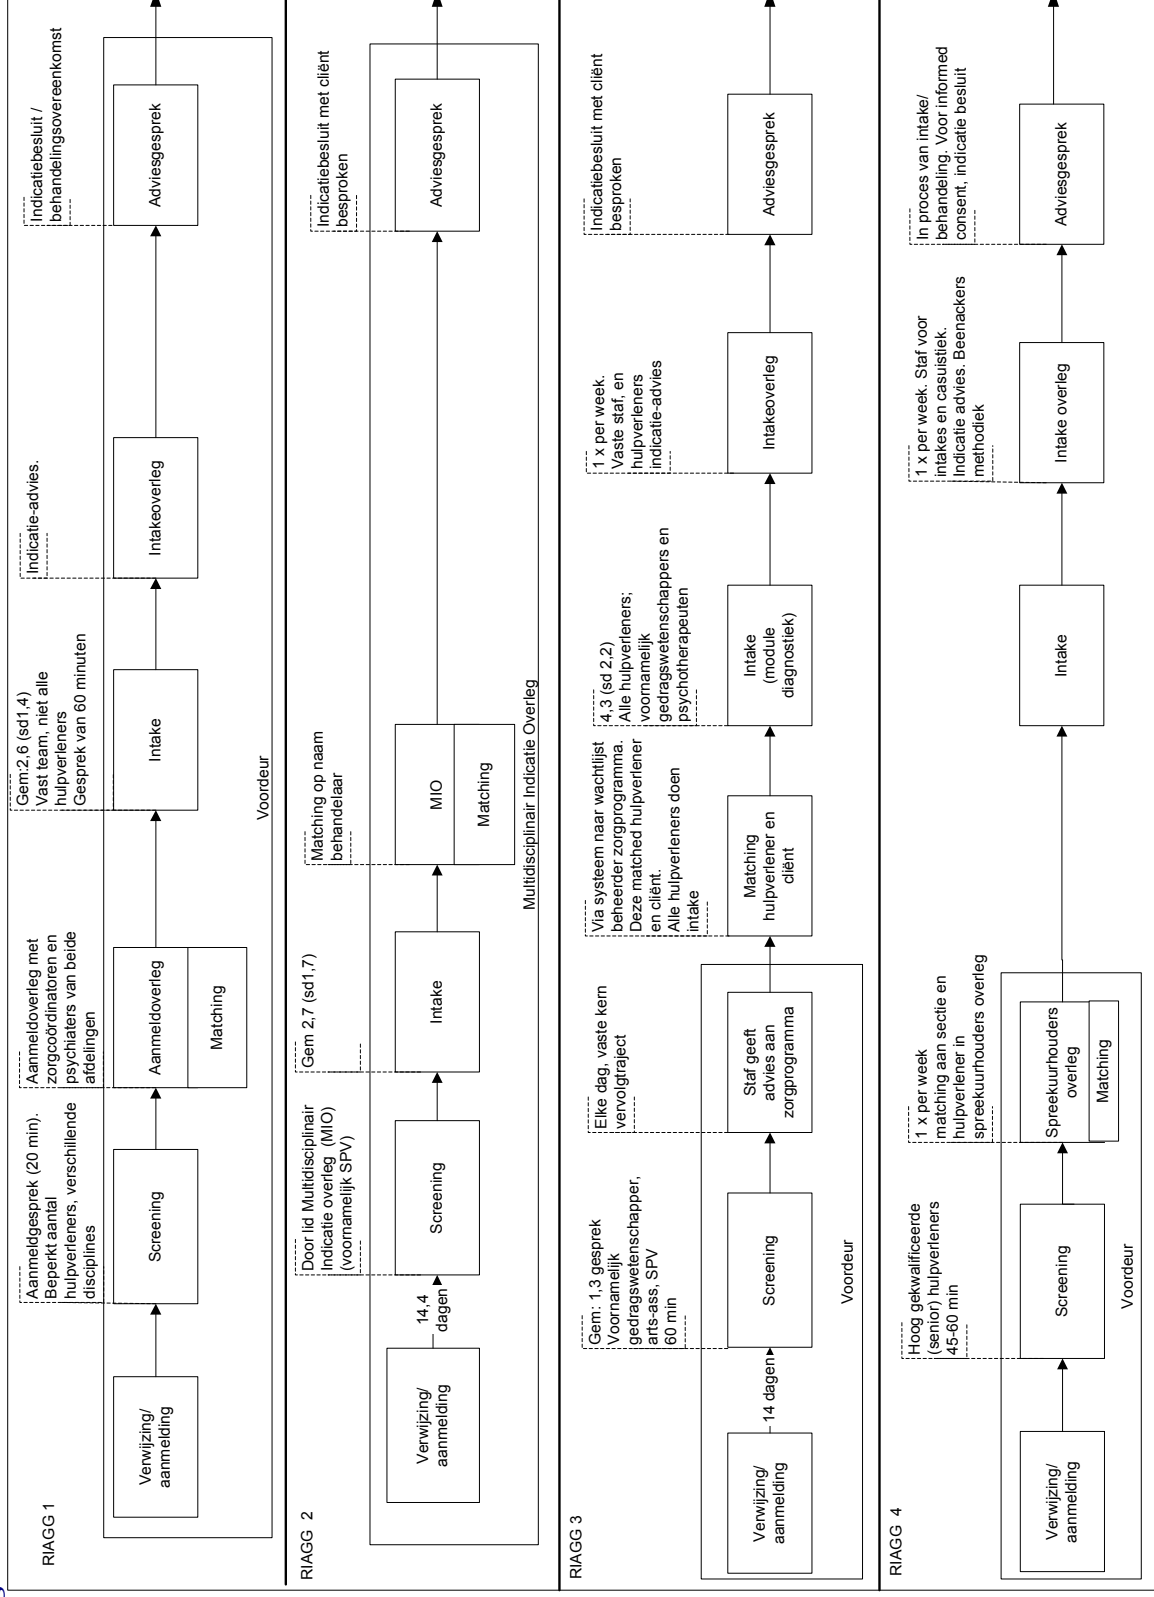 RIAGG 1
Verwijzing/
aanmelding
Aanmeldgesprek (20 min).
Beperkt aantal
hulpverleners, verschillende
disciplines
Screening
Aanmeldoverleg met
zorgcoördinatoren en
psychiaters van beide
afdelingen
Aanmeldoverleg
Matching
Gem:2,6 (sd1,4)
Vast team, niet alle
hulpverleners
Gesprek van 60 minuten
Intake
Indicatie-advies.
Intakeoverleg
Indicatiebesluit /
behandelingsovereenkomst
Adviesgesprek
Voordeur
RIAGG 2
Verwijzing/
aanmelding
14,4
dagen
Door lid Multidisciplinair
Indicatie overleg (MIO)
(voornamelijk SPV)
Screening
Gem 2,7 (sd1,7)
Intake
Matching op naam
behandelaar
MIO
Matching
Indicatiebesluit met cliënt
besproken
Adviesgesprek
Multidisciplinair Indicatie Overleg
RIAGG 3
Verwijzing/
aanmelding
14 dagen
Gem: 1,3 gesprek
Voornamelijk
gedragswetenschapper,
arts-ass, SPV
60 min
Screening
Elke dag, vaste kern
vervolgtraject
Staf geeft
advies aan
zorgprogramma
Voordeur
Via systeem naar wachtlijst
beheerder zorgprogramma.
Deze matched hulpverlener
en cliënt.
Alle hulpverleners doen
intake
Matching
hulpverlener en
cliënt
4,3 (sd 2,2)
Alle hulpverleners;
voornamelijk
gedragswetenschappers en
psychotherapeuten
Intake
(module
diagnostiek)
1 x per week.
Vaste staf, en
hulpverleners
indicatie-advies
Intakeoverleg
Indicatiebesluit met cliënt
besproken
Adviesgesprek
RIAGG 4
Verwijzing/
aanmelding
Hoog gekwalificeerde
(senior) hulpverleners
45-60 min
Screening
1 x per week
matching aan sectie en
hulpverlener in
spreekuurhouders overleg
Spreekuurhouders
overleg
Matching
Voordeur
Intake
1 x per week. Staf voor
intakes en casuïstiek.
Indicatie advies. Beenackers
methodiek
Intake overleg
In proces van intake/
behandeling. Voor informed
consent, indicatie besluit
Adviesgesprek